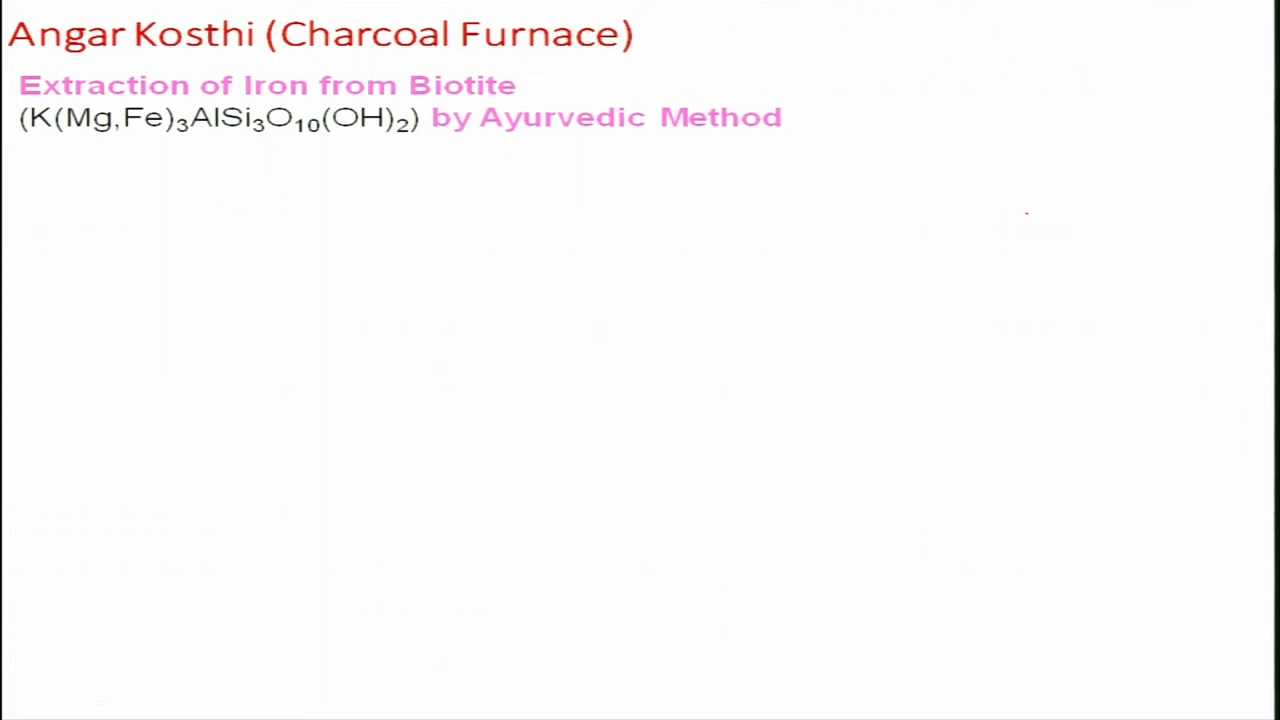 Angar Kosthi (Charcoal Furnace)
Extraction of Iron from Biotite
(K(Mg,Fe)₃AlSi₃O₁₀(OH)₂) by Ayurvedic Method